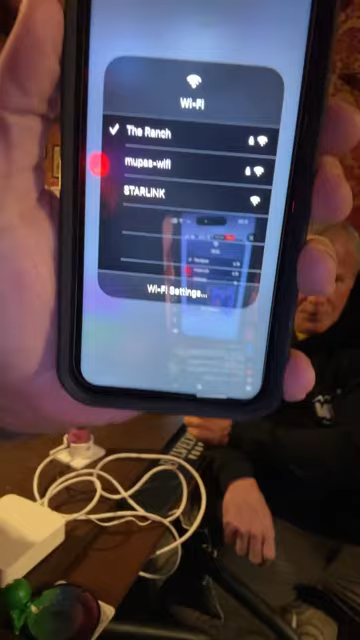 Wi-Fi
The Ranch
mupas-wifi
STARLINK
Wi-Fi Settings...